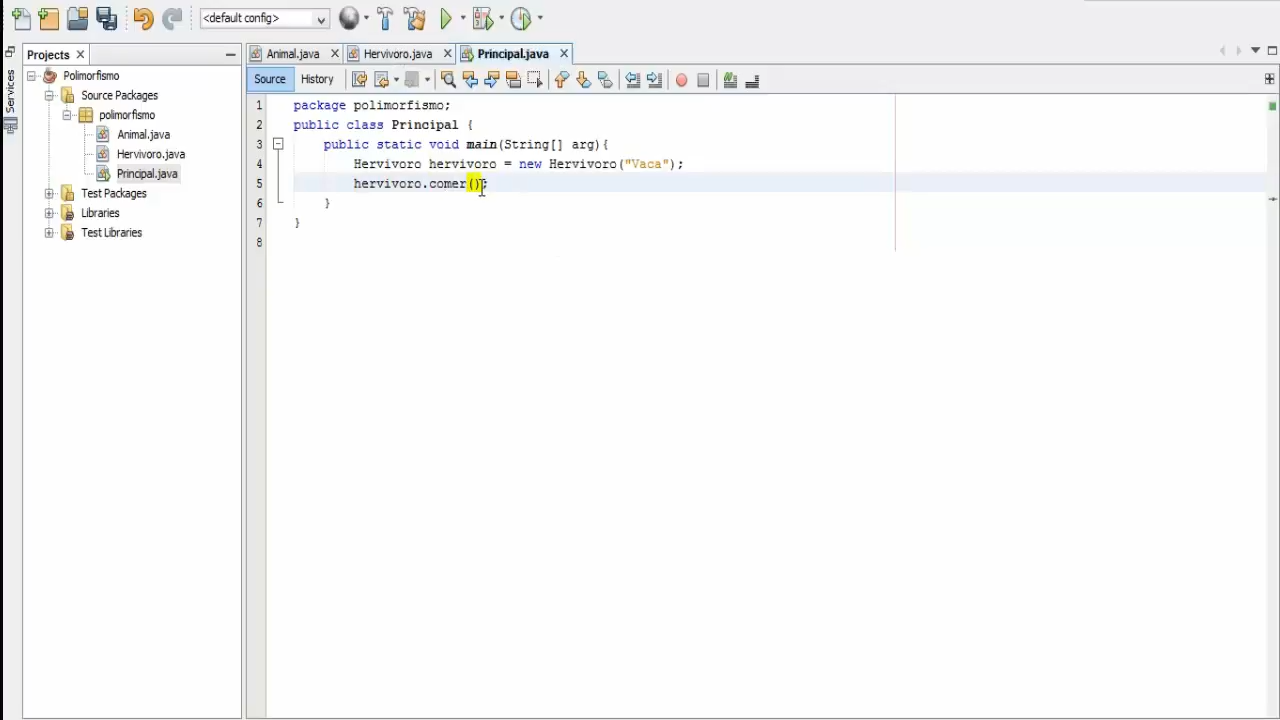 <default config>
Projects
Services
Polimorfismo
Source Packages
polimorfismo
Animal.java
Hervivoro.java
Principal.java
Test Packages
Libraries
Test Libraries
Animal.java Hervivoro.java Principal.java
Source History
1 package polimorfismo;
2 public class Principal {
3 public static void main(String[] arg){
4 Hervivoro hervivoro = new Hervivoro("Vaca");
5 hervivoro.comer();
6 }
7 }
8